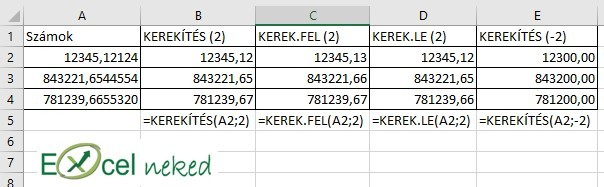 A B C D E
1 Számok KEREKÍTÉS (2) KEREK.FEL (2) KEREK.LE (2) KEREKÍTÉS (-2)
2 12345,12124 12345,12 12345,13 12345,12 12300,00
3 843221,6544554 843221,65 843221,66 843221,65 843200,00
4 781239,6655320 781239,67 781239,67 781239,66 781200,00
5 =KEREKÍTÉS(A2;2) =KEREK.FEL(A2;2) =KEREK.LE(A2;2) =KEREKÍTÉS(A2;-2)
6
7
8
Excel neked